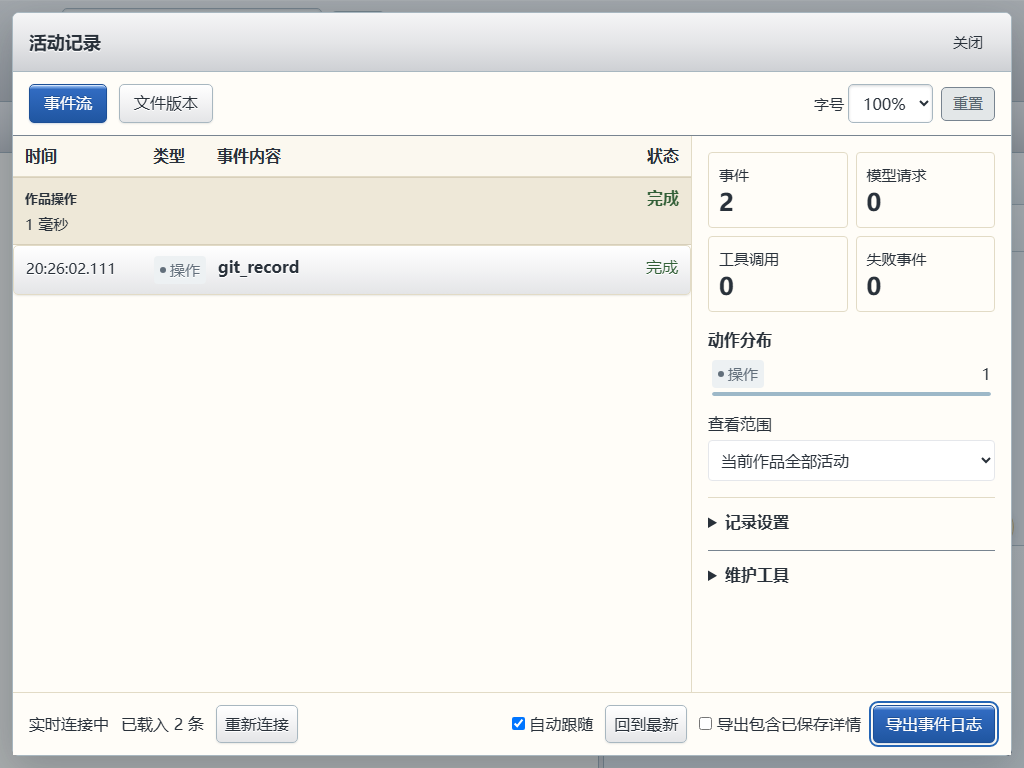 活动记录
关闭
事件流
文件版本
字号
100%
重置
时间
类型
事件内容
状态
作品操作
完成
1 毫秒
20:26:02.111
操作
git_record
完成
事件
2
模型请求
0
工具调用
0
失败事件
0
动作分布
操作
1
查看范围
当前作品全部活动
记录设置
维护工具
实时连接中
已载入 2 条
重新连接
自动跟随
回到最新
导出包含已保存详情
导出事件日志